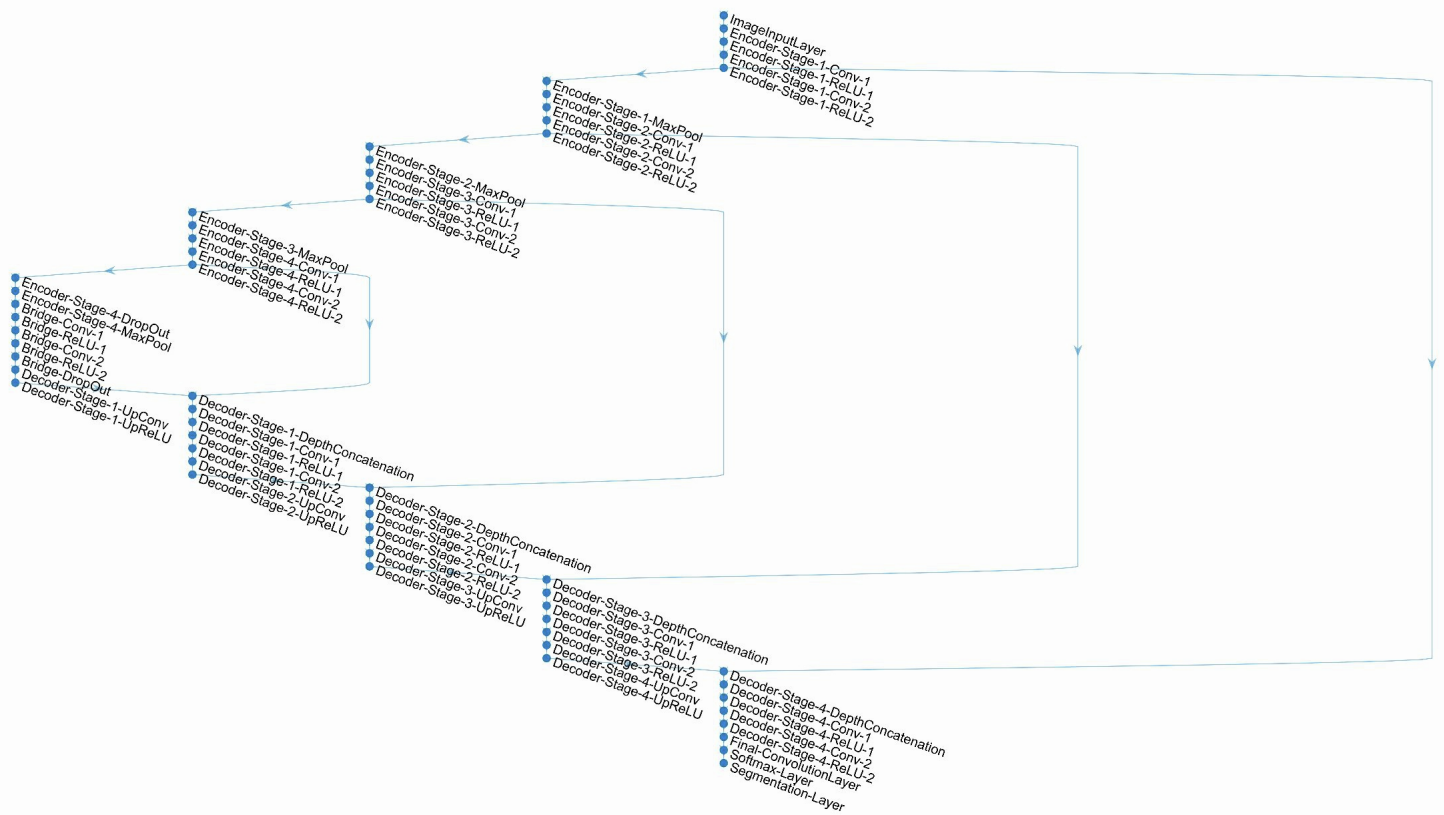 ImageInputLayer
Encoder-Stage-1-Conv-1
Encoder-Stage-1-ReLU-1
Encoder-Stage-1-Conv-2
Encoder-Stage-1-ReLU-2
Encoder-Stage-1-MaxPool
Encoder-Stage-2-Conv-1
Encoder-Stage-2-ReLU-1
Encoder-Stage-2-Conv-2
Encoder-Stage-2-ReLU-2
Encoder-Stage-2-MaxPool
Encoder-Stage-3-Conv-1
Encoder-Stage-3-ReLU-1
Encoder-Stage-3-Conv-2
Encoder-Stage-3-ReLU-2
Encoder-Stage-3-MaxPool
Encoder-Stage-4-Conv-1
Encoder-Stage-4-ReLU-1
Encoder-Stage-4-Conv-2
Encoder-Stage-4-ReLU-2
Encoder-Stage-4-DropOut
Encoder-Stage-4-MaxPool
Bridge-Conv-1
Bridge-ReLU-1
Bridge-Conv-2
Bridge-ReLU-2
Bridge-DropOut
Decoder-Stage-1-UpConv
Decoder-Stage-1-UpReLU
Decoder-Stage-1-DepthConcatenation
Decoder-Stage-1-Conv-1
Decoder-Stage-1-ReLU-1
Decoder-Stage-1-Conv-2
Decoder-Stage-1-ReLU-2
Decoder-Stage-2-UpConv
Decoder-Stage-2-UpReLU
Decoder-Stage-2-DepthConcatenation
Decoder-Stage-2-Conv-1
Decoder-Stage-2-ReLU-1
Decoder-Stage-2-Conv-2
Decoder-Stage-2-ReLU-2
Decoder-Stage-3-UpConv
Decoder-Stage-3-UpReLU
Decoder-Stage-3-DepthConcatenation
Decoder-Stage-3-Conv-1
Decoder-Stage-3-ReLU-1
Decoder-Stage-3-Conv-2
Decoder-Stage-3-ReLU-2
Decoder-Stage-4-UpConv
Decoder-Stage-4-UpReLU
Decoder-Stage-4-DepthConcatenation
Decoder-Stage-4-Conv-1
Decoder-Stage-4-ReLU-1
Decoder-Stage-4-Conv-2
Decoder-Stage-4-ReLU-2
Final-ConvolutionLayer
Softmax-Layer
Segmentation-Layer